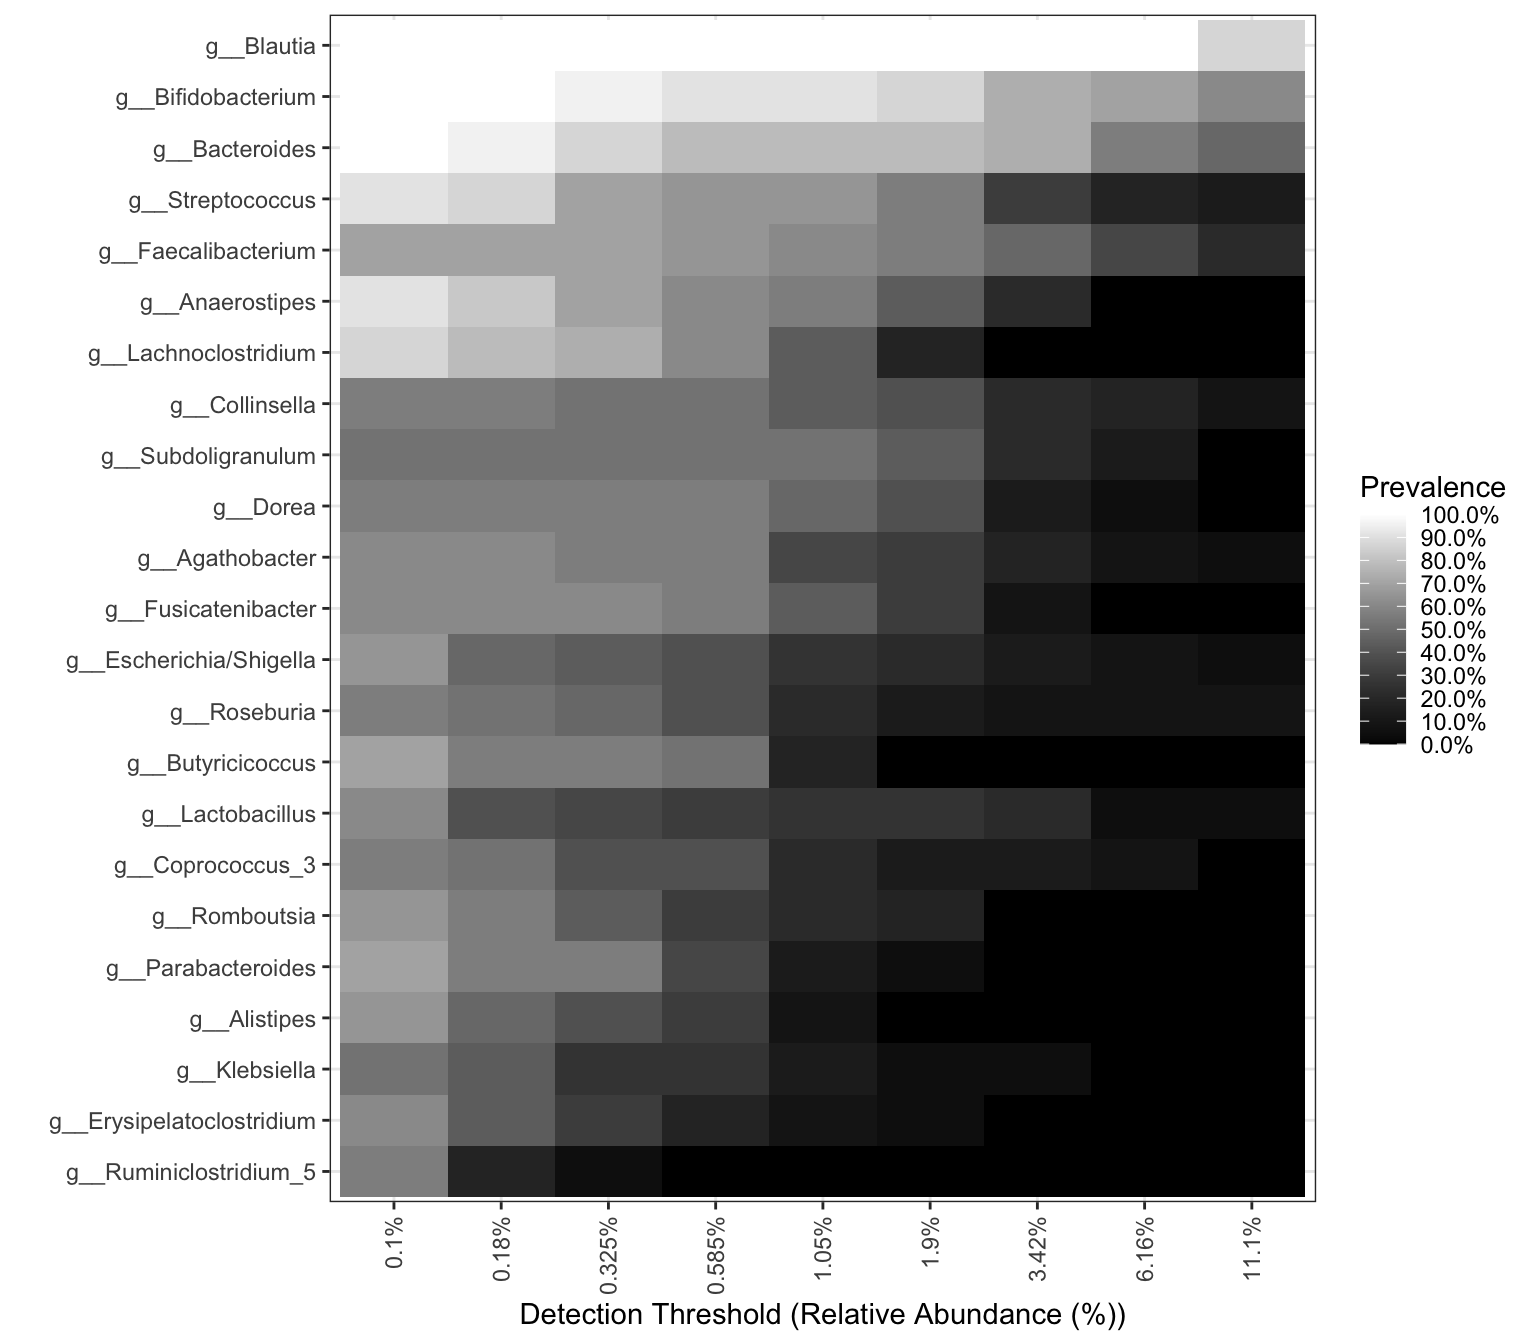 g__Blautia
g__Bifidobacterium
g__Bacteroides
g__Streptococcus
g__Faecalibacterium
g__Anaerostipes
g__Lachnoclostridium
g__Collinsella
g__Subdoligranulum
g__Dorea
g__Agathobacter
g__Fusicatenibacter
g__Escherichia/Shigella
g__Roseburia
g__Butyricicoccus
g__Lactobacillus
g__Coprococcus_3
g__Romboutsia
g__Parabacteroides
g__Alistipes
g__Klebsiella
g__Erysipelatoclostridium
g__Ruminiclostridium_5
0.1%
0.18%
0.325%
0.585%
1.05%
1.9%
3.42%
6.16%
11.1%
Detection Threshold (Relative Abundance (%))
Prevalence
100.0%
90.0%
80.0%
70.0%
60.0%
50.0%
40.0%
30.0%
20.0%
10.0%
0.0%